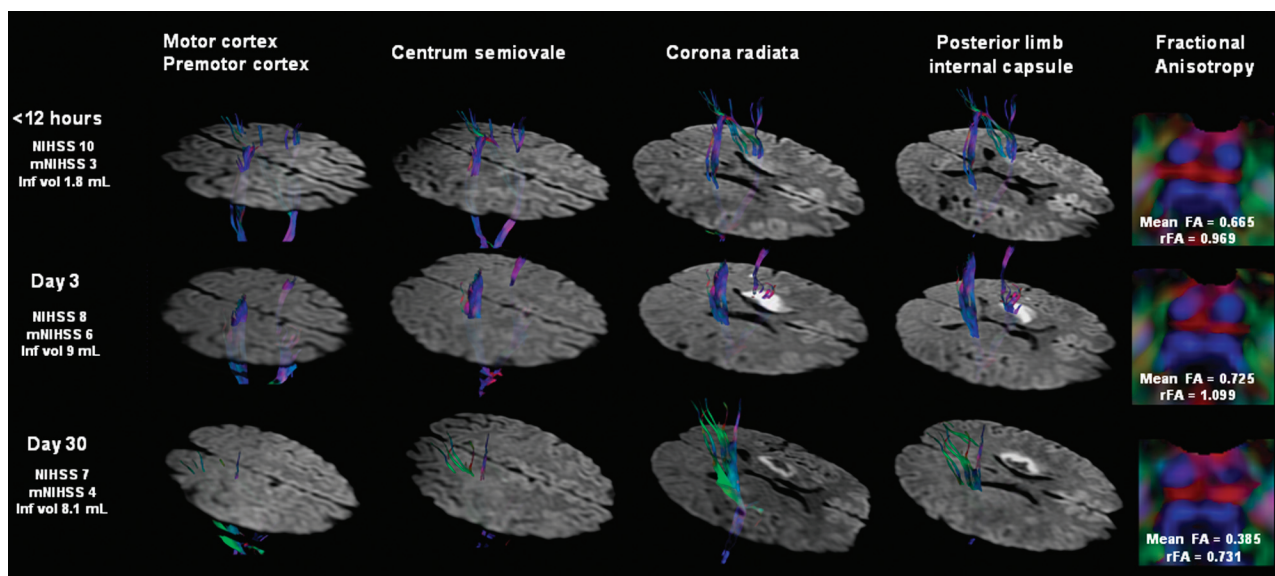 Motor cortex
Premotor cortex
Centrum semiovale
Corona radiata
Posterior limb
internal capsule
Fractional
Anisotropy
<12 hours
NIHSS 10
mNIHSS 3
Inf vol 1.8 mL
Mean FA = 0.665
rFA = 0.969
Day 3
NIHSS 8
mNIHSS 6
Inf vol 9 mL
Mean FA = 0.725
rFA = 1.099
Day 30
NIHSS 7
mNIHSS 4
Inf vol 8.1 mL
Mean FA = 0.385
rFA = 0.731